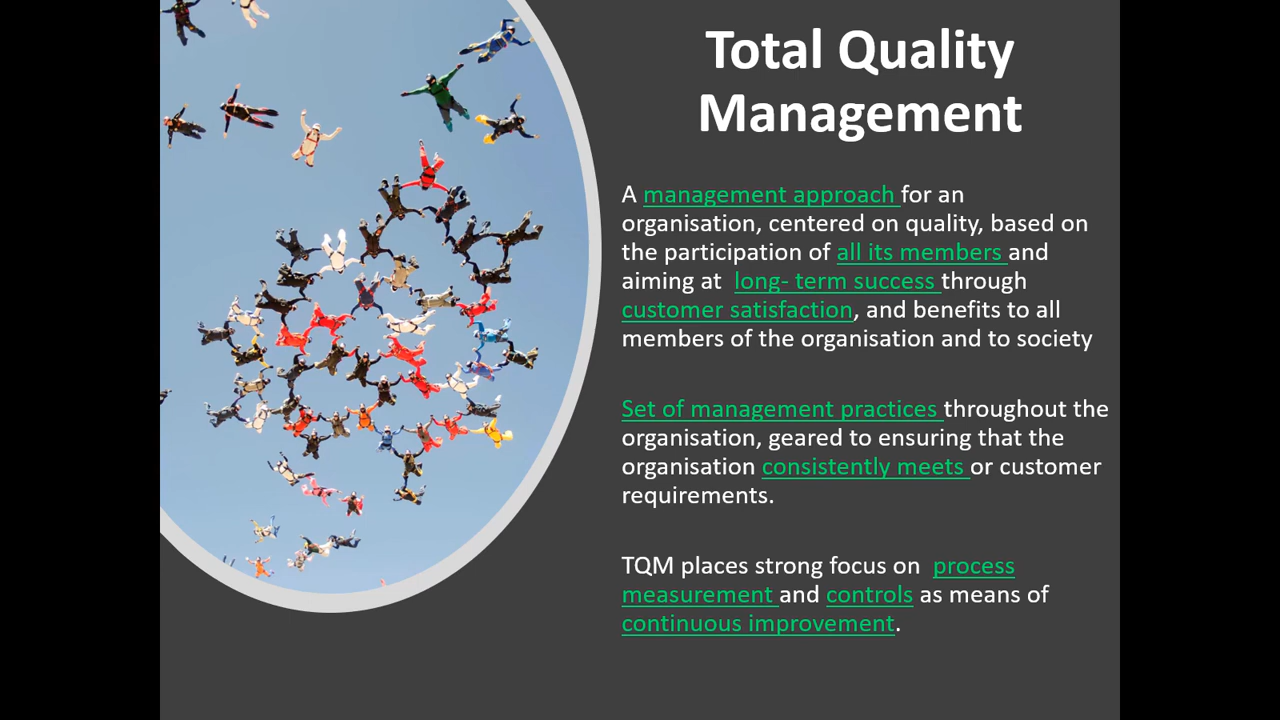 Total Quality
Management
A management approach for an
organisation, centered on quality, based on
the participation of all its members and
aiming at  long- term success through
customer satisfaction, and benefits to all
members of the organisation and to society
Set of management practices throughout the
organisation, geared to ensuring that the
organisation consistently meets or customer
requirements.
TQM places strong focus on  process
measurement and controls as means of
continuous improvement.